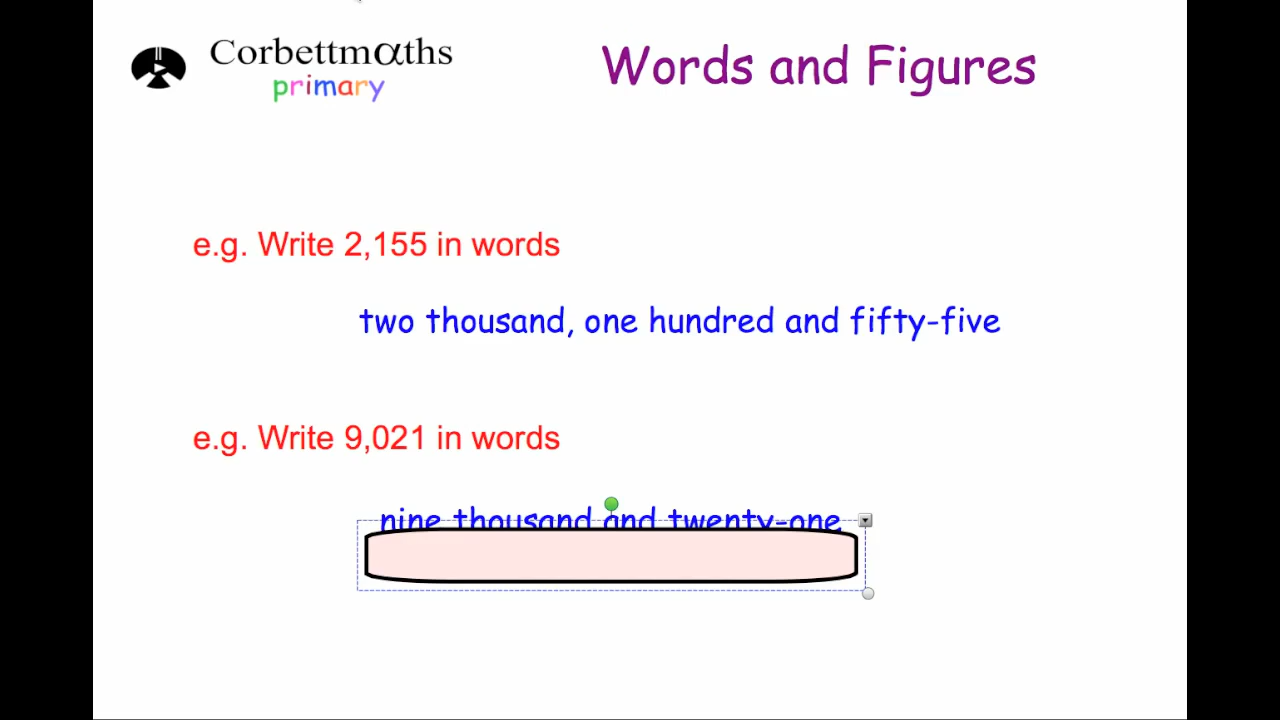 Corbettmαths
primary
Words and Figures
e.g. Write 2,155 in words
two thousand, one hundred and fifty-five
e.g. Write 9,021 in words
nine thousand and twenty-one